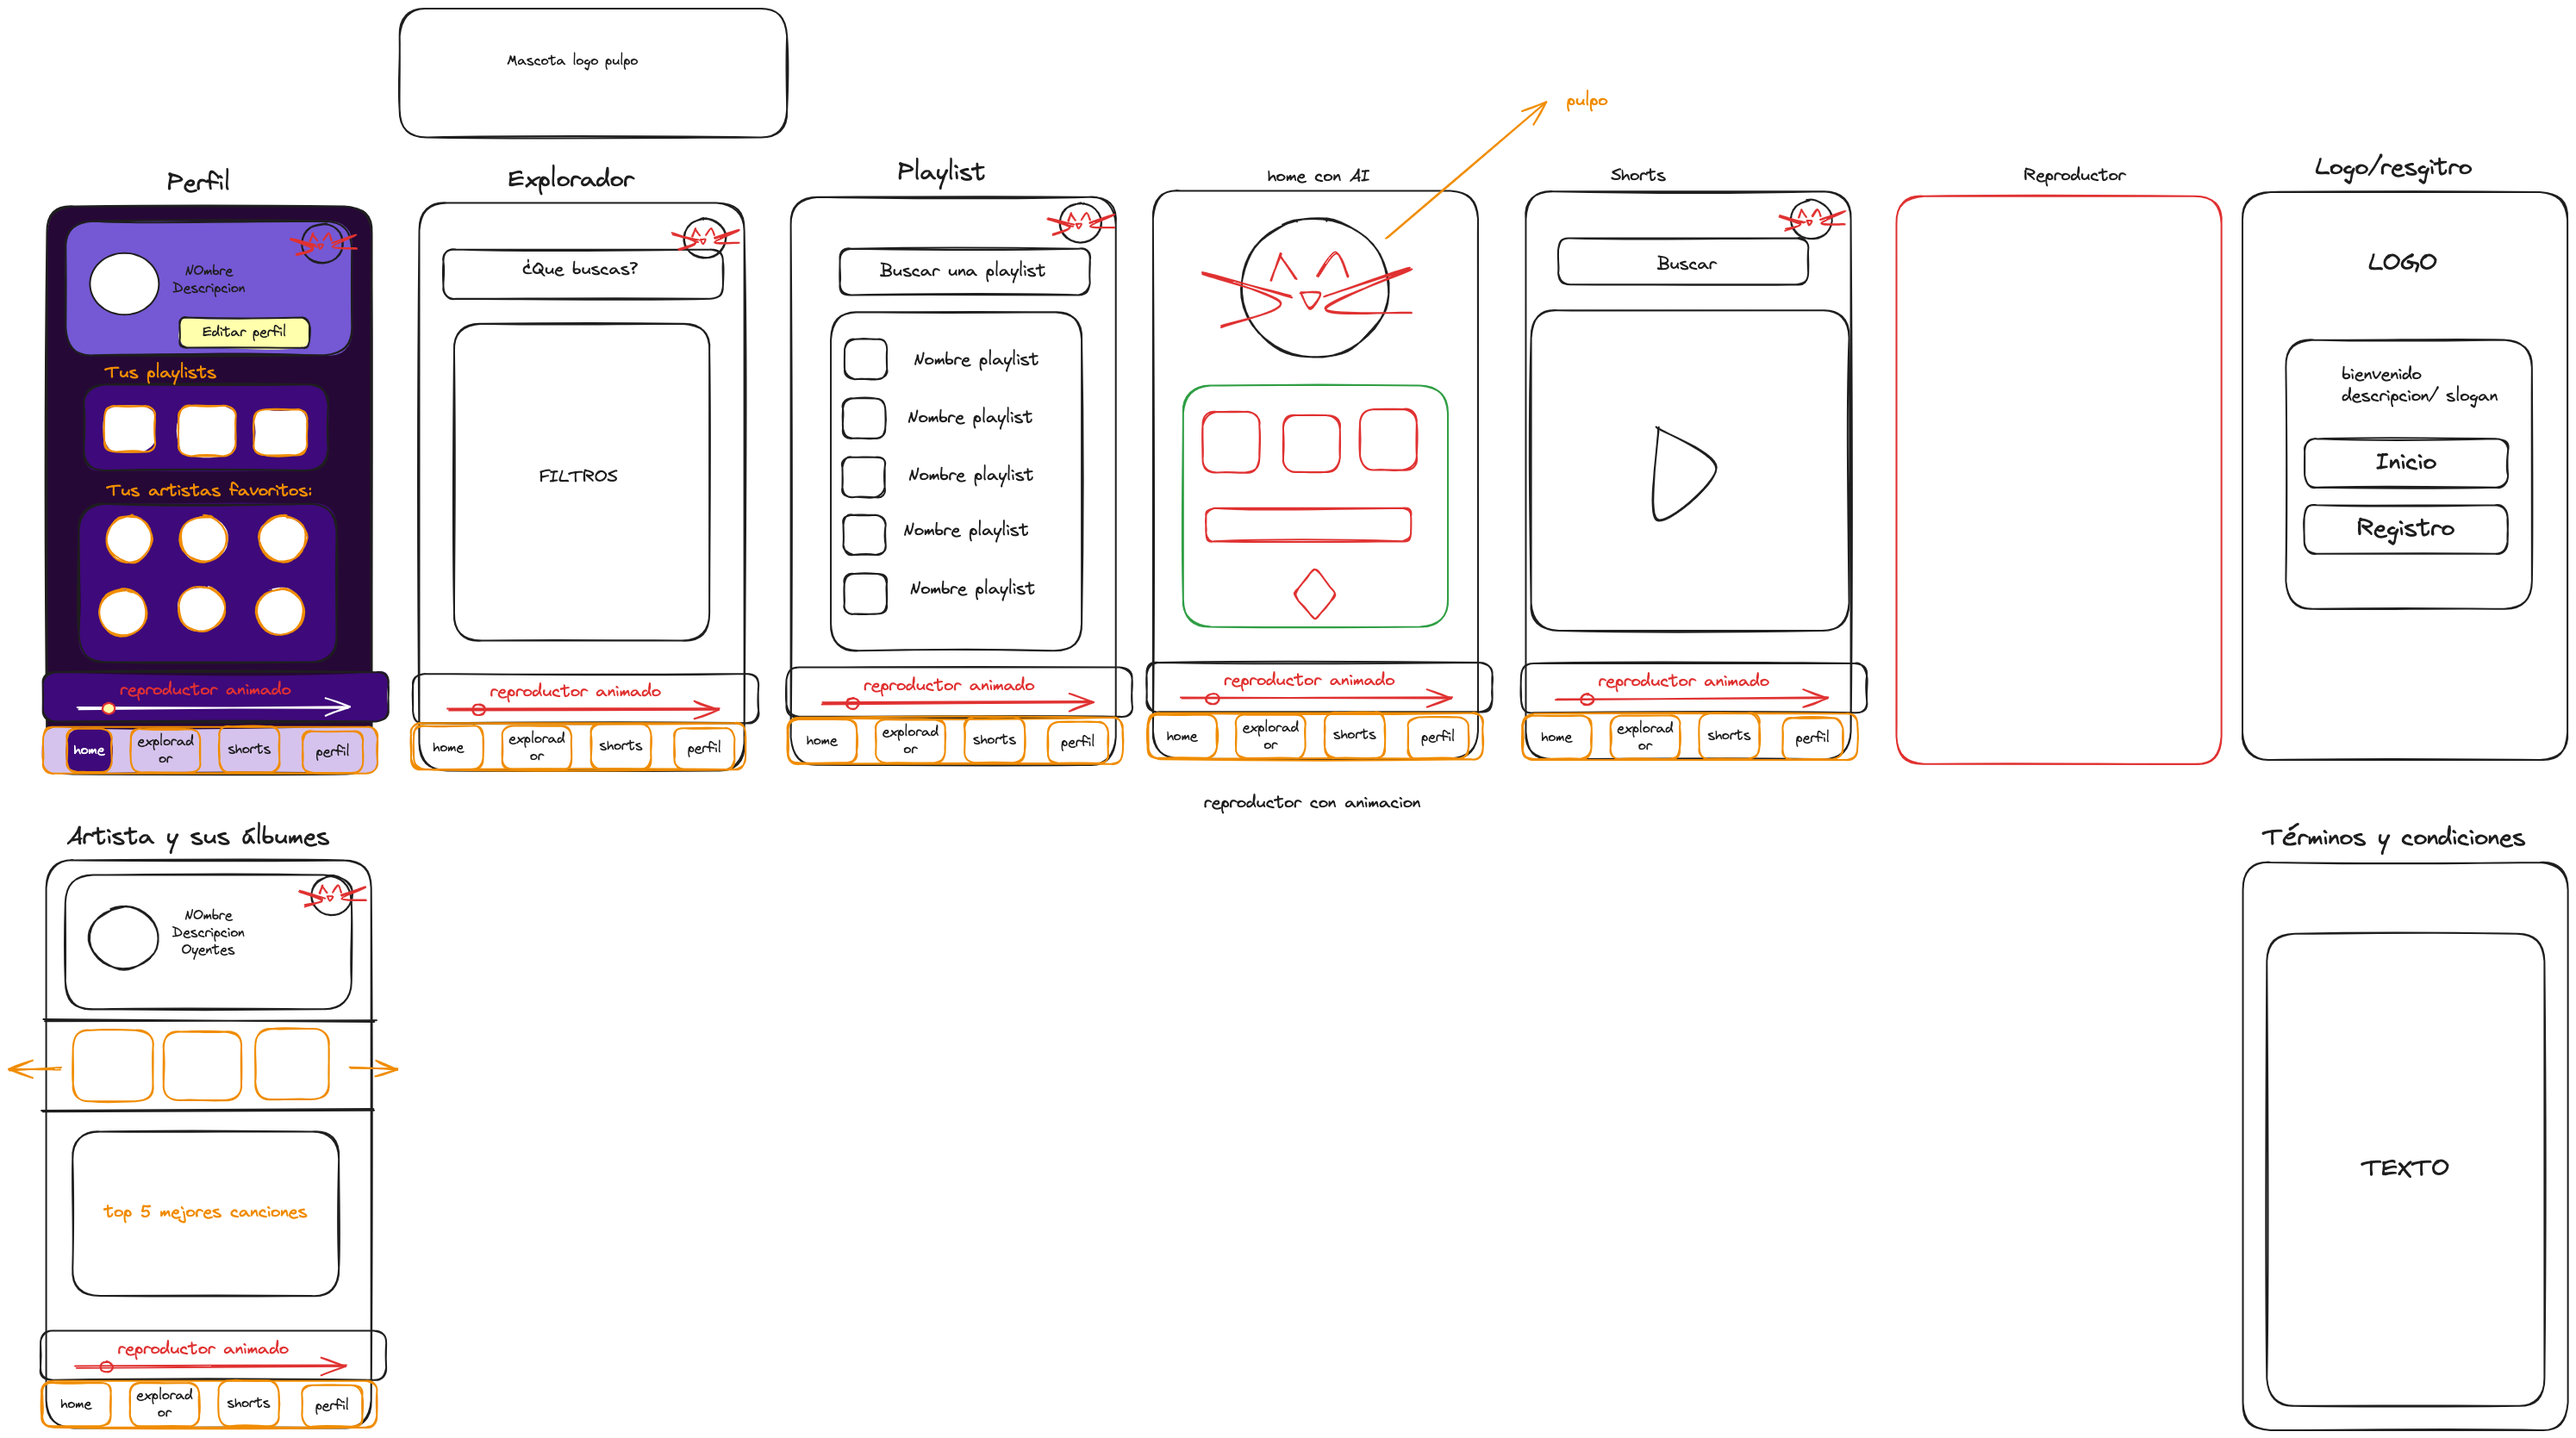 Mascota logo pulpo
pulpo
Perfil
NOmbre
Descripcion
Editar perfil
Tus playlists
Tus artistas favoritos:
reproductor animado
home
explorad
or
shorts
perfil
Explorador
¿Que buscas?
FILTROS
reproductor animado
home
explorad
or
shorts
perfil
Playlist
Buscar una playlist
Nombre playlist
Nombre playlist
Nombre playlist
Nombre playlist
Nombre playlist
reproductor animado
home
explorad
or
shorts
perfil
home con AI
reproductor animado
home
explorad
or
shorts
perfil
reproductor con animacion
Shorts
Buscar
reproductor animado
home
explorad
or
shorts
perfil
Reproductor
Logo/resgitro
LOGO
bienvenido
descripcion/ slogan
Inicio
Registro
Artista y sus álbumes
NOmbre
Descripcion
Oyentes
top 5 mejores canciones
reproductor animado
home
explorad
or
shorts
perfil
Términos y condiciones
TEXTO